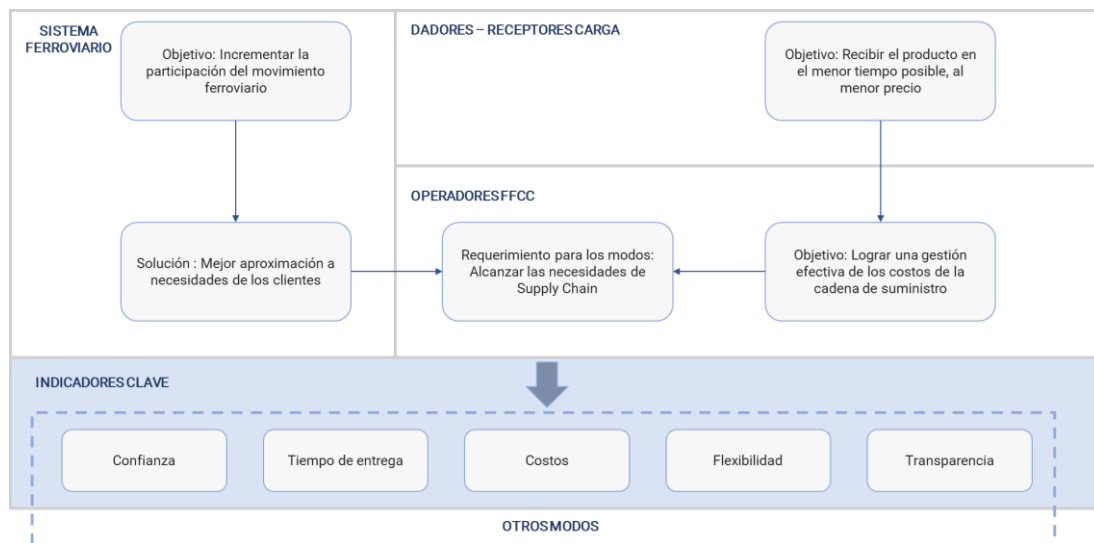 SISTEMA
FERROVIARIO
Objetivo: Incrementar la
participación del movimiento
ferroviario
DADORES – RECEPTORES CARGA
Objetivo: Recibir el producto en
el menor tiempo posible, al
menor precio
OPERADORES FFCC
Solución : Mejor aproximación a
necesidades de los clientes
Requerimiento para los modos:
Alcanzar las necesidades de
Supply Chain
Objetivo: Lograr una gestión
efectiva de los costos de la
cadena de suministro
INDICADORES CLAVE
Confianza
Tiempo de entrega
Costos
Flexibilidad
Transparencia
OTROS MODOS